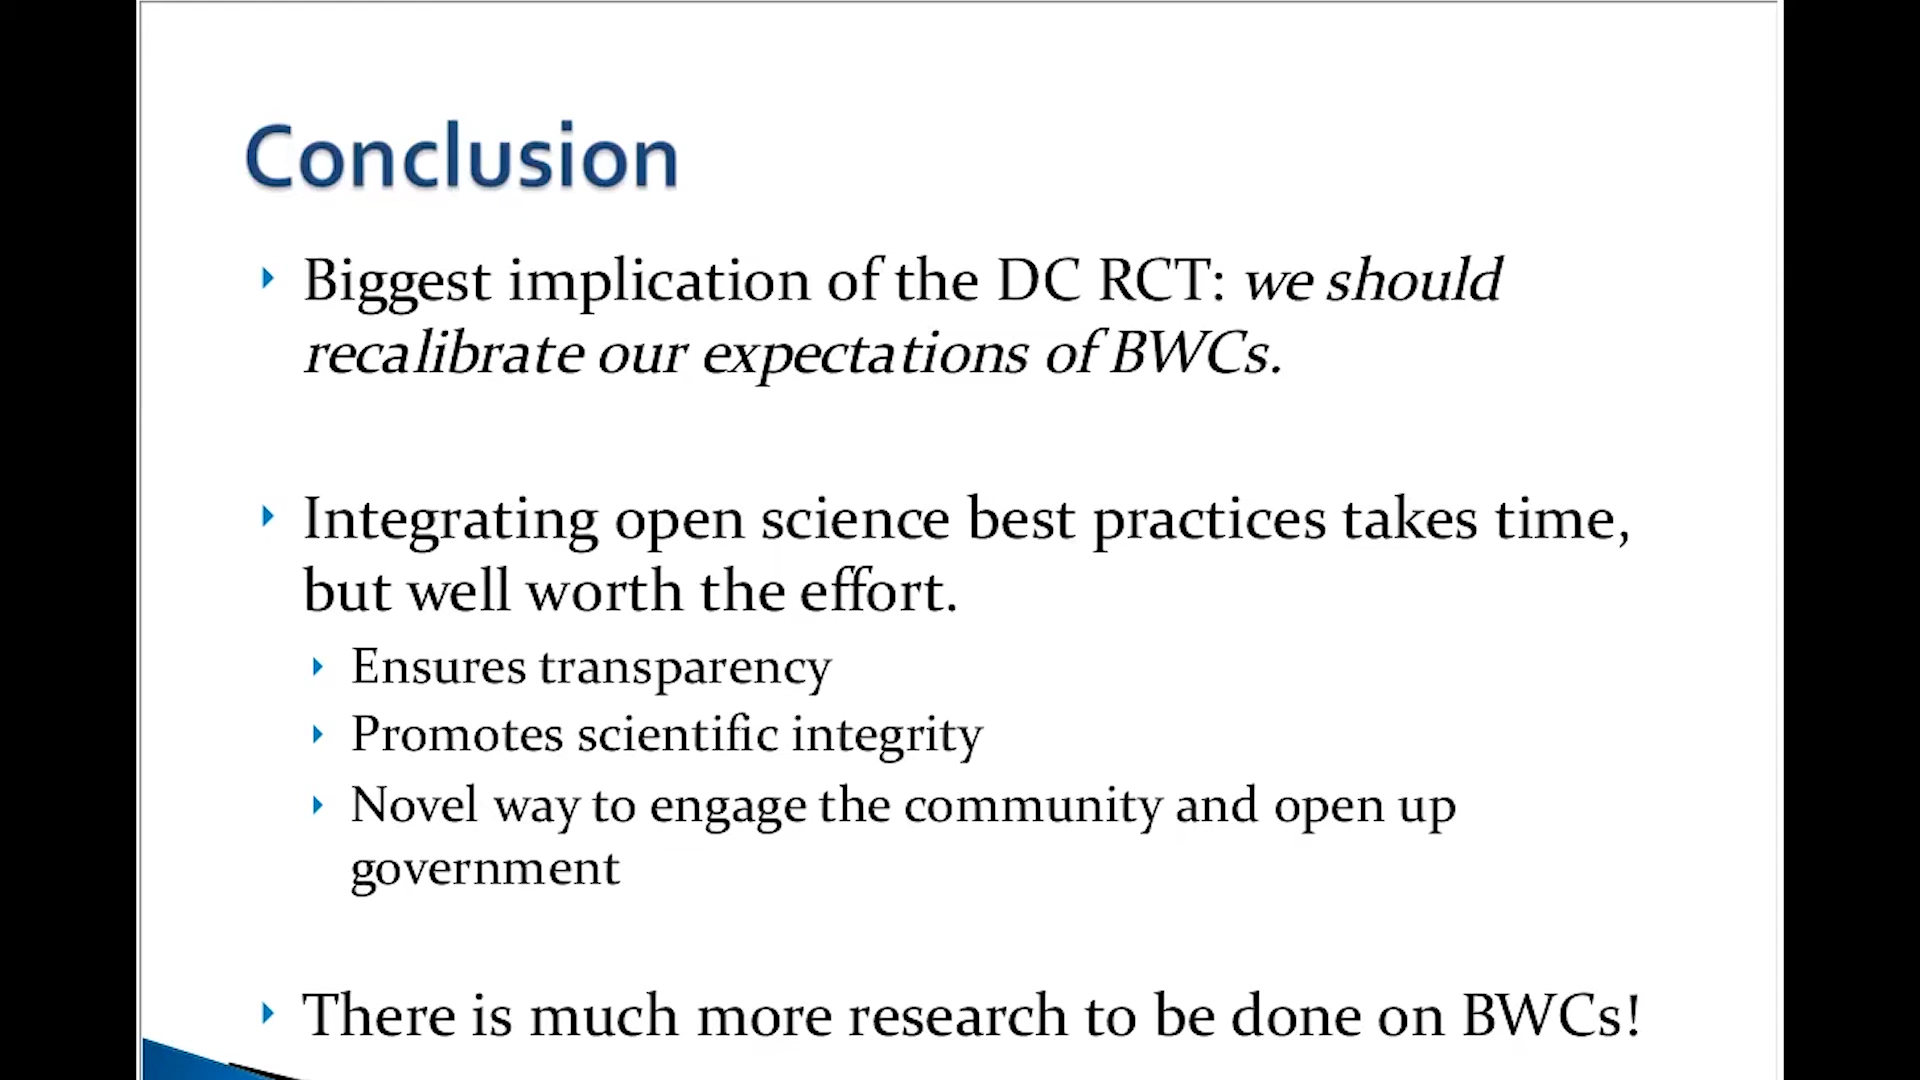 Conclusion
Biggest implication of the DC RCT: we should
recalibrate our expectations of BWCs.
Integrating open science best practices takes time,
but well worth the effort.
Ensures transparency
Promotes scientific integrity
Novel way to engage the community and open up
government
There is much more research to be done on BWCs!